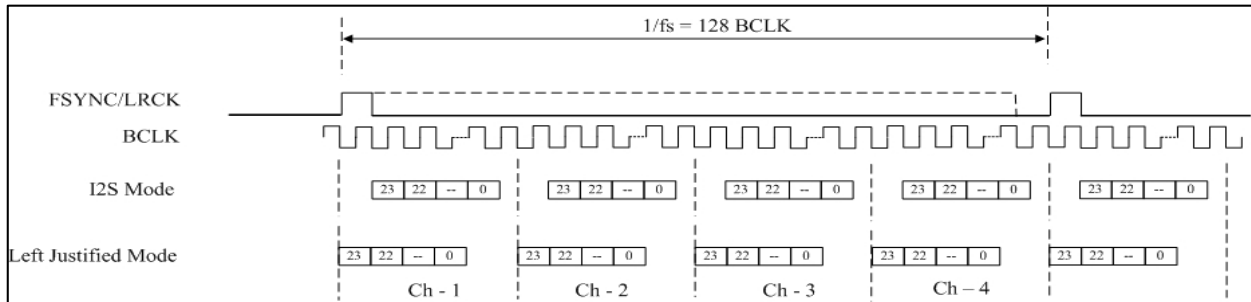 1/fs = 128 BCLK
FSYNC/LRCK
BCLK
I2S Mode 23 22 -- 0 23 22 -- 0 23 22 -- 0 23 22 -- 0 23 22 -- 0
Left Justified Mode 23 22 -- 0 23 22 -- 0 23 22 -- 0 23 22 -- 0 23 22 -- 0
Ch - 1 Ch - 2 Ch - 3 Ch – 4